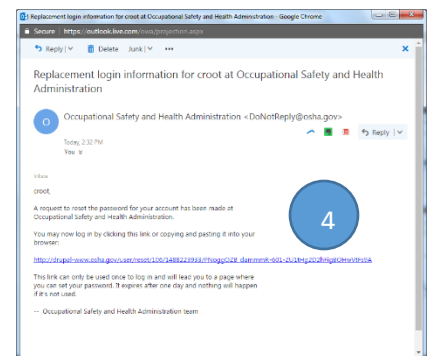 Replacement login information for croot at Occupational Safety and Health Administration - Google Chrome
Secure | https://outlook.live.com/owa/projection.aspx
Reply | Delete Junk | ...
Replacement login information for croot at Occupational Safety and Health
Administration
O
Occupational Safety and Health Administration <DoNotReply@osha.gov>
Today, 2:32 PM
You
Reply |
Inbox
croot,
A request to reset the password for your account has been made at
Occupational Safety and Health Administration.
You may now log in by clicking this link or copying and pasting it into your
browser:
This link can only be used once to log in and will lead you to a page where
you can set your password. It expires after one day and nothing will happen
if it's not used.
-- Occupational Safety and Health Administration team
4